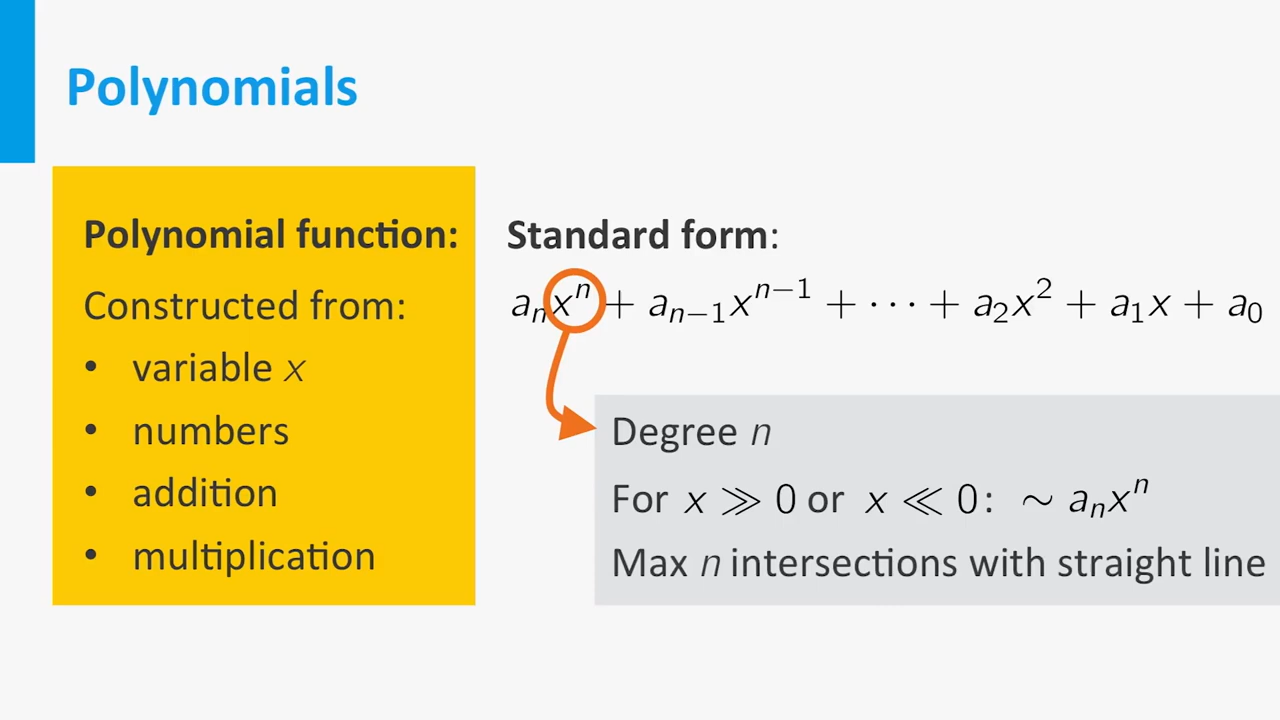 Polynomials
Polynomial function:
Constructed from:
• variable x
• numbers
• addition
• multiplication
Standard form:
aₙxⁿ + aₙ₋₁xⁿ⁻¹ + ⋯ + a₂x² + a₁x + a₀
Degree n
For x ≫ 0 or x ≪ 0: ∼ aₙxⁿ
Max n intersections with straight line